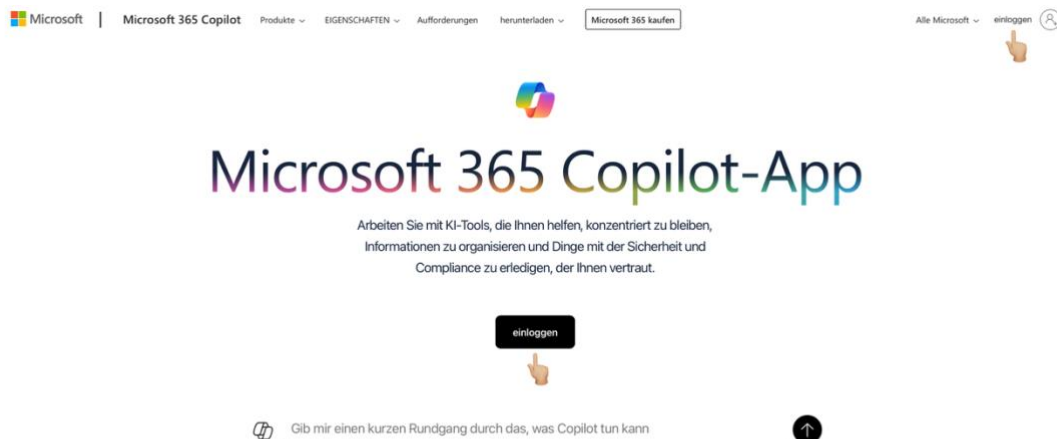 Microsoft | Microsoft 365 Copilot Produkte EIGENSCHAFTEN Aufforderungen herunterladen Microsoft 365 kaufen Alle Microsoft einloggen
Microsoft 365 Copilot-App
Arbeiten Sie mit KI-Tools, die Ihnen helfen, konzentriert zu bleiben,
Informationen zu organisieren und Dinge mit der Sicherheit und
Compliance zu erledigen, der Ihnen vertraut.
einloggen
Gib mir einen kurzen Rundgang durch das, was Copilot tun kann